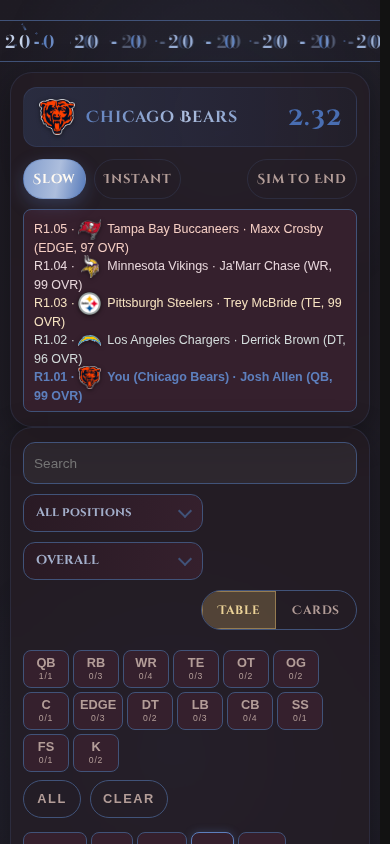 Chicago Bears 2.32
Slow Instant Sim to End
R1.05 · Tampa Bay Buccaneers · Maxx Crosby
(EDGE, 97 OVR)
R1.04 · Minnesota Vikings · Ja'Marr Chase (WR,
99 OVR)
R1.03 · Pittsburgh Steelers · Trey McBride (TE, 99
OVR)
R1.02 · Los Angeles Chargers · Derrick Brown (DT,
96 OVR)
R1.01 · You (Chicago Bears) · Josh Allen (QB,
99 OVR)
Search
All positions
Overall
Table Cards
QB RB WR TE OT OG
1/1 0/3 0/4 0/3 0/2 0/2
C EDGE DT LB CB SS
0/1 0/3 0/2 0/3 0/4 0/1
FS K
0/1 0/2
ALL CLEAR